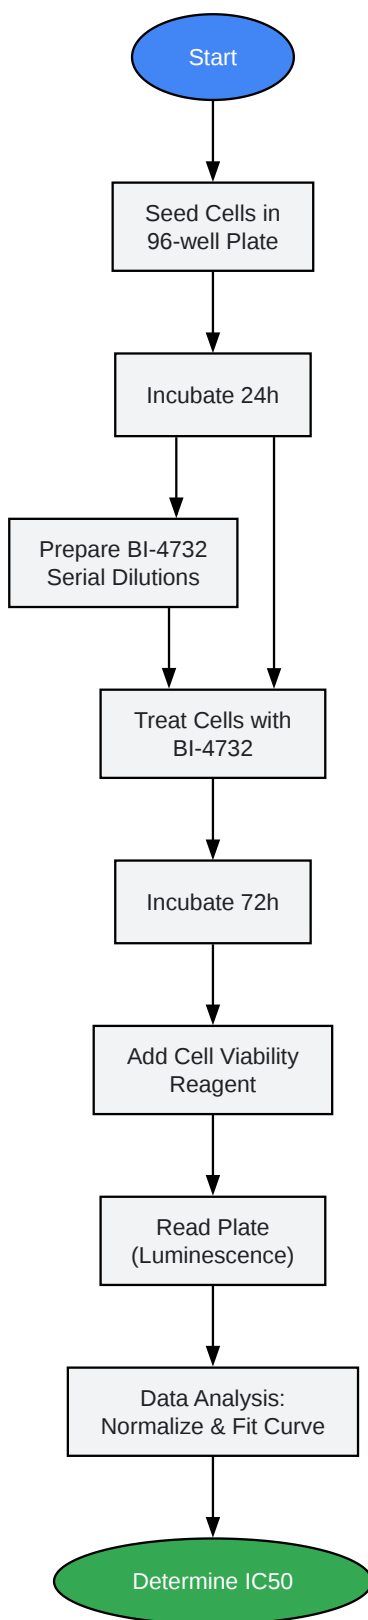 Start
Seed Cells in
96-well Plate
Incubate 24h
Prepare BI-4732
Serial Dilutions
Treat Cells with
BI-4732
Incubate 72h
Add Cell Viability
Reagent
Read Plate
(Luminescence)
Data Analysis:
Normalize & Fit Curve
Determine IC50